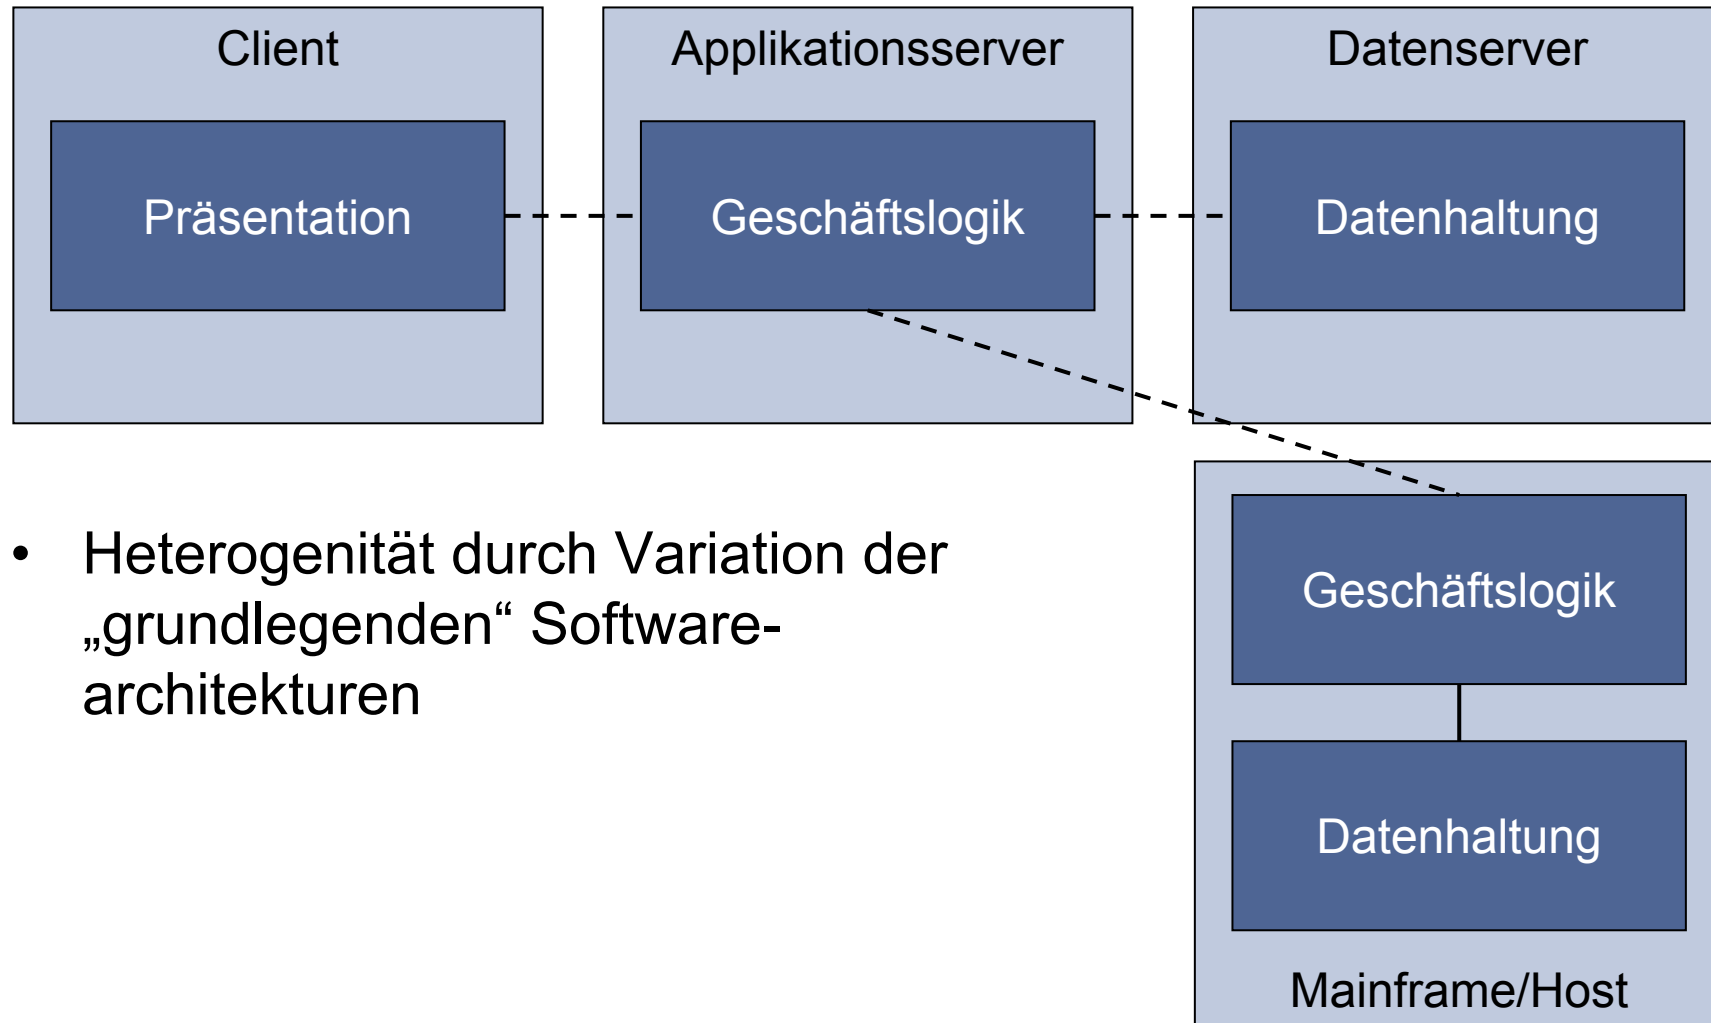 Client
Applikationsserver
Datenserver
Präsentation
Geschäftslogik
Datenhaltung
• Heterogenität durch Variation der
„grundlegenden“ Software-
architekturen
Geschäftslogik
Datenhaltung
Mainframe/Host